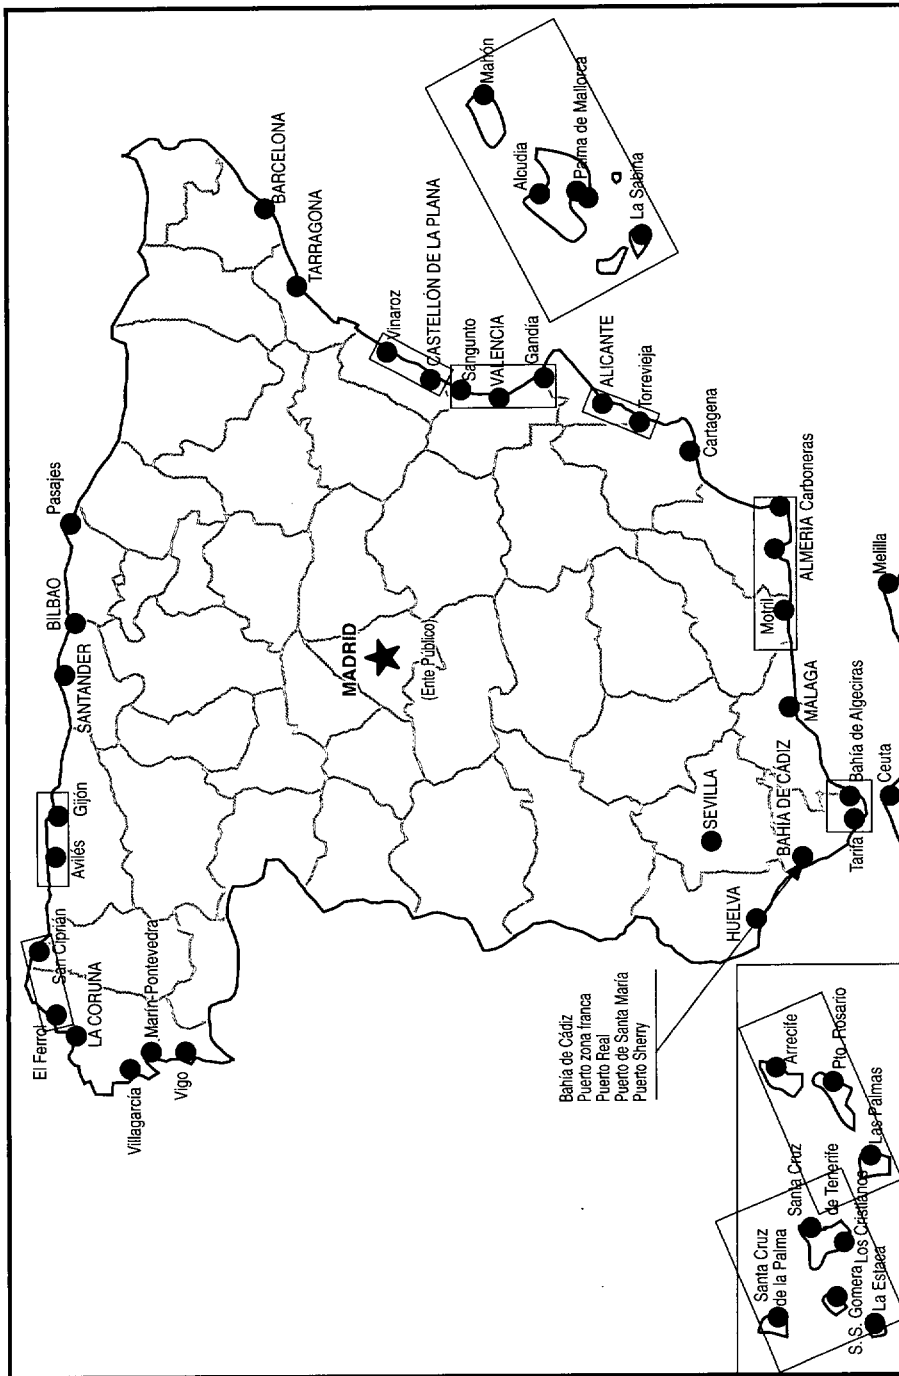 El Ferrol
San Ciprián
LA CORUNA
Villagarcía
Marín-Pontevedra
Vigo
Avilés
Gijón
SANTANDER
BILBAO
Pasajes
BARCELONA
TARRAGONA
Vinaroz
CASTELLÓN DE LA PLANA
Sangunto
VALENCIA
Gandía
ALICANTE
Torrevieja
Cartagena
Carboneras
ALMERIA
Motril
MALAGA
Bahía de Algeciras
Tarifa
BAHÍA DE CÁDIZ
SEVILLA
HUELVA
Ceuta
Melilla
MADRID
(Ente Público)
Mahón
Alcudia
Palma de Mallorca
La Sabina
Bahía de Cádiz
Puerto zona franca
Puerto Real
Puerto de Santa María
Puerto Sherry
Arrecife
Pto. Rosario
Las Palmas
Santa Cruz
de Tenerife
Los Cristianos
Santa Cruz
de la Palma
S. S. Gomera
La Estaca